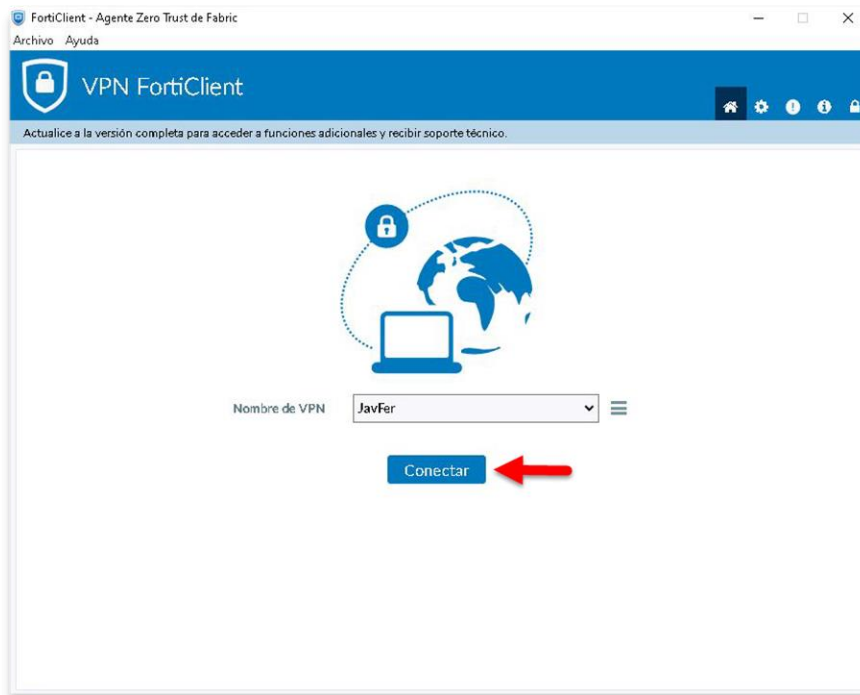 FortiClient - Agente Zero Trust de Fabric
Archivo Ayuda
VPN FortiClient
Actualice a la versión completa para acceder a funciones adicionales y recibir soporte técnico.
Nombre de VPN JavFer
Conectar